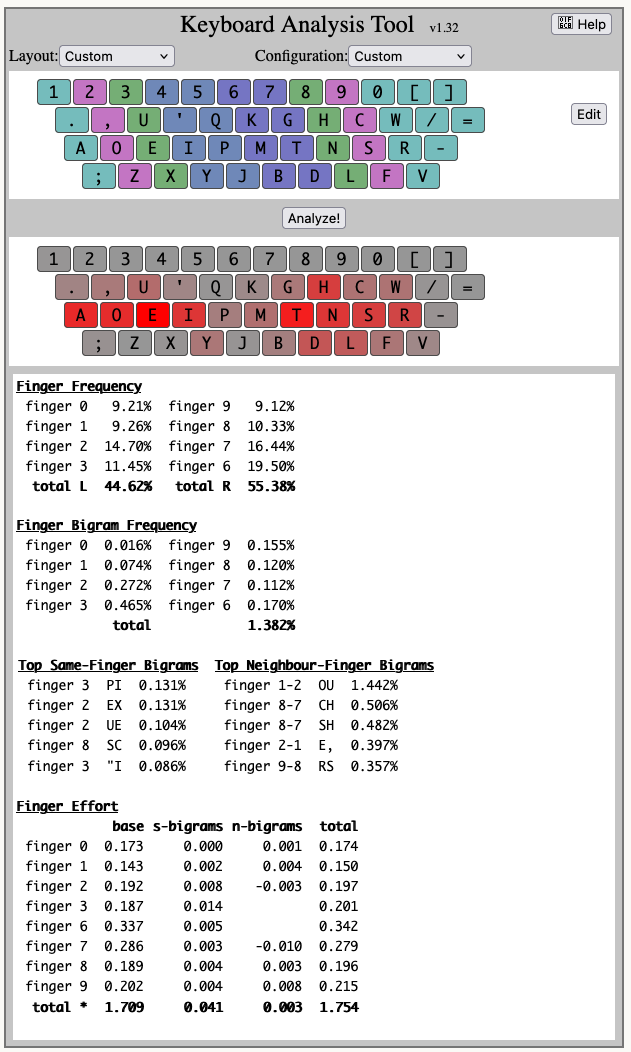 Keyboard Analysis Tool v1.32 Help
Layout: Custom Configuration: Custom
1 2 3 4 5 6 7 8 9 0 [ ]
. , U ' Q K G H C W / =
Edit
A O E I P M T N S R -
; Z X Y J B D L F V
Analyze!
1 2 3 4 5 6 7 8 9 0 [ ]
. , U ' Q K G H C W / =
A O E I P M T N S R -
; Z X Y J B D L F V
Finger Frequency
finger 0 9.21% finger 9 9.12%
finger 1 9.26% finger 8 10.33%
finger 2 14.70% finger 7 16.44%
finger 3 11.45% finger 6 19.50%
total L 44.62% total R 55.38%
Finger Bigram Frequency
finger 0 0.016% finger 9 0.155%
finger 1 0.074% finger 8 0.120%
finger 2 0.272% finger 7 0.112%
finger 3 0.465% finger 6 0.170%
total 1.382%
Top Same-Finger Bigrams Top Neighbour-Finger Bigrams
finger 3 PI 0.131% finger 1-2 OU 1.442%
finger 2 EX 0.131% finger 8-7 CH 0.506%
finger 2 UE 0.104% finger 8-7 SH 0.482%
finger 8 SC 0.096% finger 2-1 E, 0.397%
finger 3 "I 0.086% finger 9-8 RS 0.357%
Finger Effort
base s-bigrams n-bigrams total
finger 0 0.173 0.000 0.001 0.174
finger 1 0.143 0.002 0.004 0.150
finger 2 0.192 0.008 -0.003 0.197
finger 3 0.187 0.014 0.201
finger 6 0.337 0.005 0.342
finger 7 0.286 0.003 -0.010 0.279
finger 8 0.189 0.004 0.003 0.196
finger 9 0.202 0.004 0.008 0.215
total * 1.709 0.041 0.003 1.754